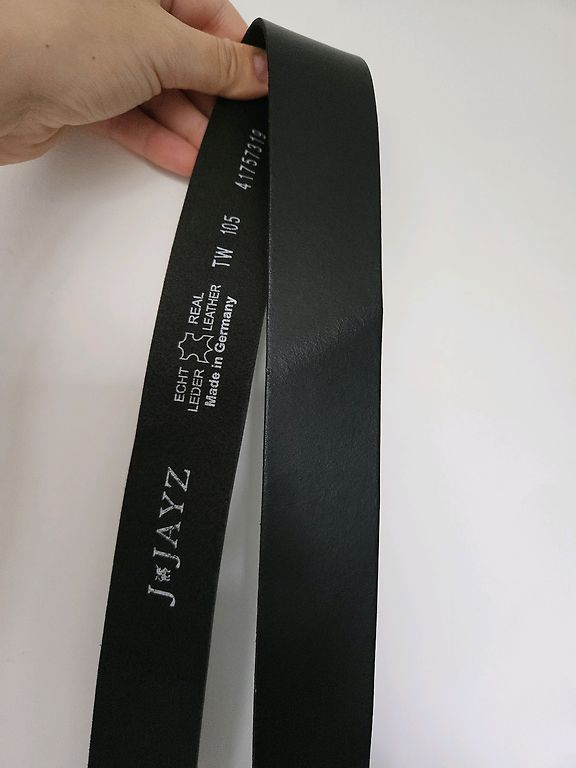 J JAYZ
ECHT REAL
LEDER LEATHER
Made in Germany
TW 105
41757319